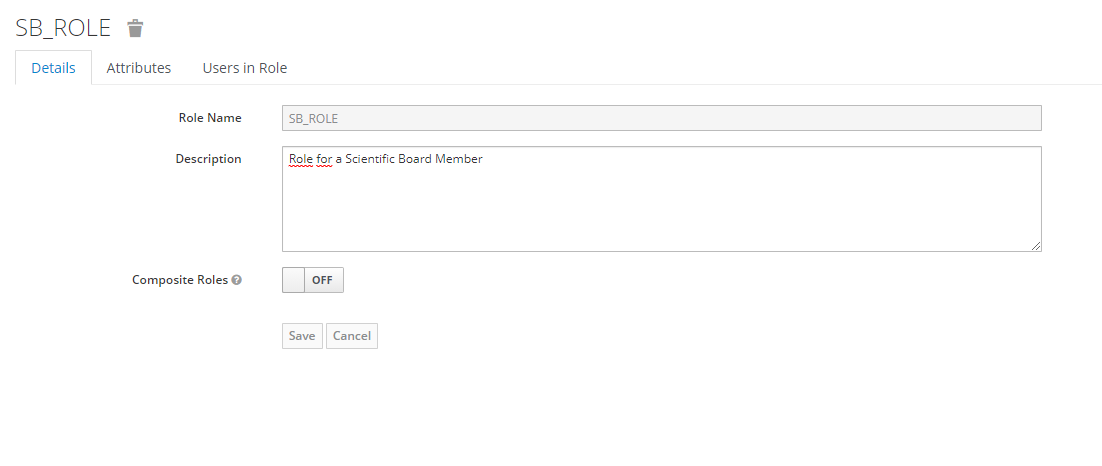 SB_ROLE
Details Attributes Users in Role
Role Name SB_ROLE
Description Role for a Scientific Board Member
Composite Roles ? OFF
Save Cancel